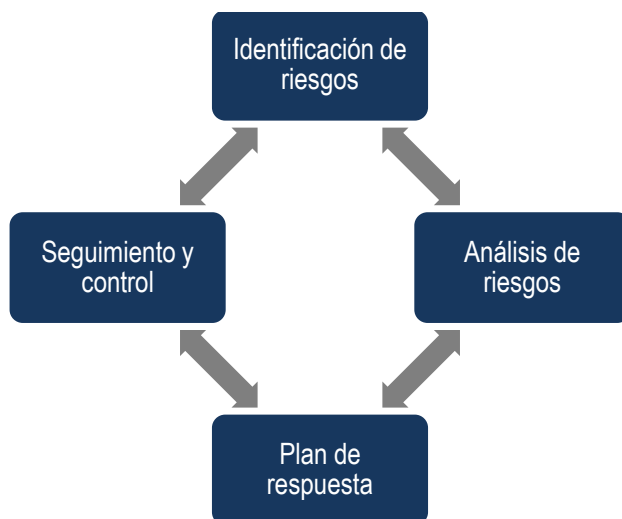 Identificación de
riesgos
Seguimiento y
control
Análisis de
riesgos
Plan de
respuesta